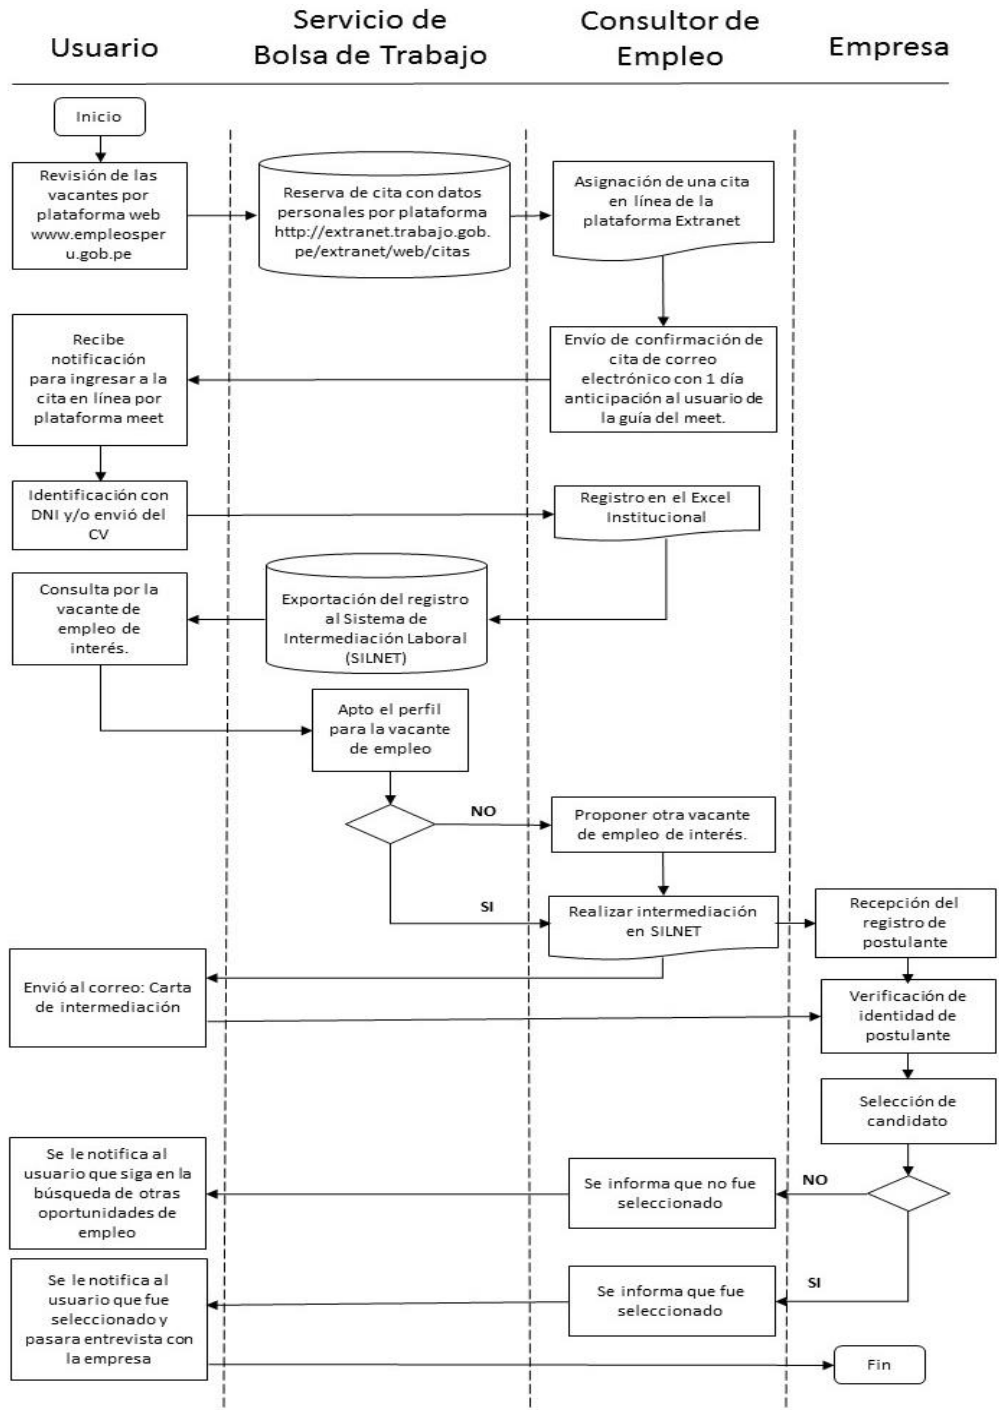 Usuario
Servicio de
Bolsa de Trabajo
Consultor de
Empleo
Empresa
Inicio
Revisión de las
vacantes por
plataforma web
www.empleosper
u.gob.pe
Reserva de cita con datos
personales por plataforma
http://extranet.trabajo.gob.
pe/extranet/web/citas
Asignación de una cita
en línea de la
plataforma Extranet
Envío de confirmación de
cita de correo
electrónico con 1 día
anticipación al usuario de
la guía del meet.
Recibe
notificación
para ingresar a la
cita en línea por
plataforma meet
Identificación con
DNI y/o envió del
CV
Registro en el Excel
Institucional
Exportación del registro
al Sistema de
Intermediación Laboral
(SILNET)
Consulta por la
vacante de
empleo de
interés.
Apto el perfil
para la vacante
de empleo
NO
Proponer otra vacante
de empleo de interés.
SI
Realizar intermediación
en SILNET
Recepción del
registro de
postulante
Envió al correo: Carta
de intermediación
Verificación de
identidad de
postulante
Selección de
candidato
NO
Se informa que no fue
seleccionado
Se le notifica al
usuario que siga en la
búsqueda de otras
oportunidades de
empleo
SI
Se informa que fue
seleccionado
Se le notifica al
usuario que fue
seleccionado y
pasara entrevista con
la empresa
Fin